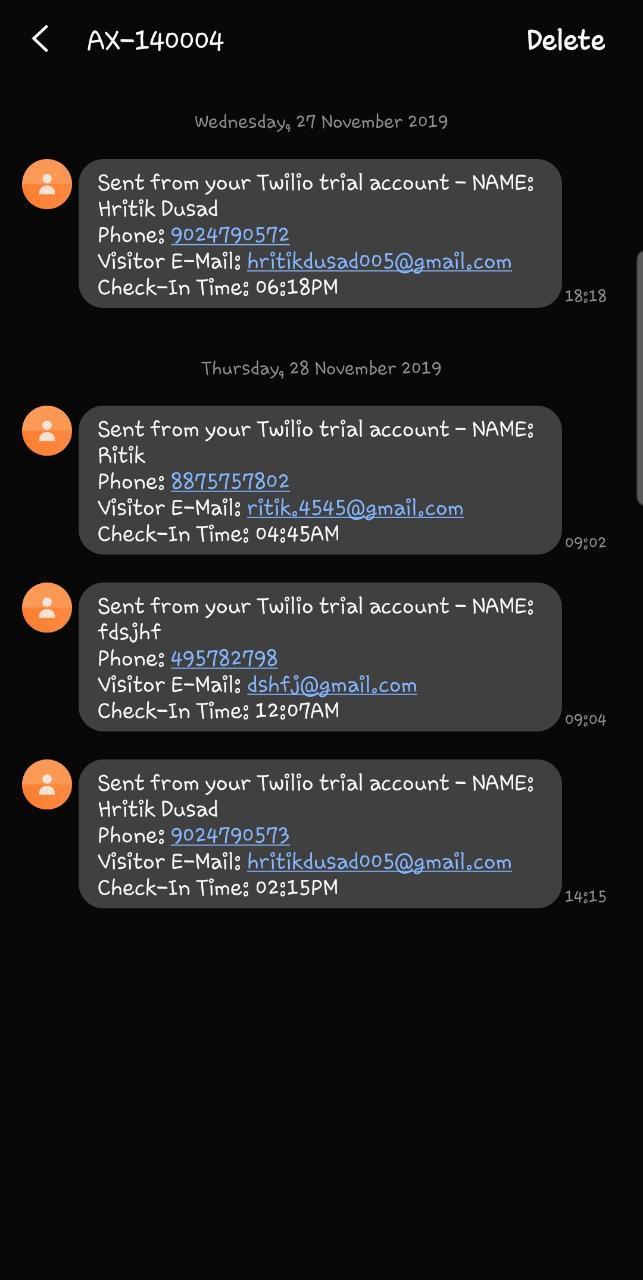 AX-140004
Delete
Wednesday, 27 November 2019
Sent from your Twilio trial account - NAME:
Hritik Dusad
Phone: 9024790572
Visitor E-Mail: hritikdusad005@gmail.com
Check-In Time: 06:18PM
18:18
Thursday, 28 November 2019
Sent from your Twilio trial account - NAME:
Ritik
Phone: 8875757802
Visitor E-Mail: ritik.4545@gmail.com
Check-In Time: 04:45AM
09:02
Sent from your Twilio trial account - NAME:
fdsjhf
Phone: 495782798
Visitor E-Mail: dshfj@gmail.com
Check-In Time: 12:07AM
09:04
Sent from your Twilio trial account - NAME:
Hritik Dusad
Phone: 9024790573
Visitor E-Mail: hritikdusad005@gmail.com
Check-In Time: 02:15PM
14:15